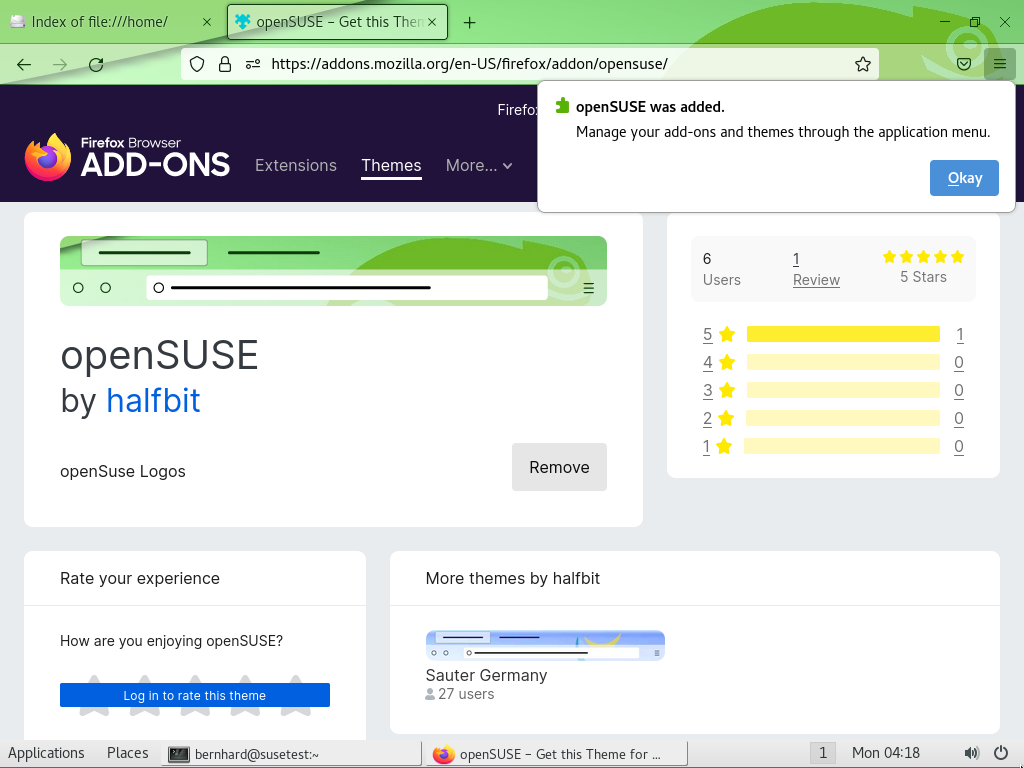 Index of file:///home/
openSUSE – Get this Them
https://addons.mozilla.org/en-US/firefox/addon/opensuse/
openSUSE was added.
Manage your add-ons and themes through the application menu.
Okay
Firefox Browser
ADD-ONS
Extensions
Themes
More...
openSUSE
by halfbit
openSuse Logos
Remove
6
Users
1
Review
5 Stars
5 1
4 0
3 0
2 0
1 0
Rate your experience
How are you enjoying openSUSE?
Log in to rate this theme
More themes by halfbit
Sauter Germany
27 users
Applications
Places
bernhard@susetest:~
openSUSE – Get this Theme for ...
1
Mon 04:18